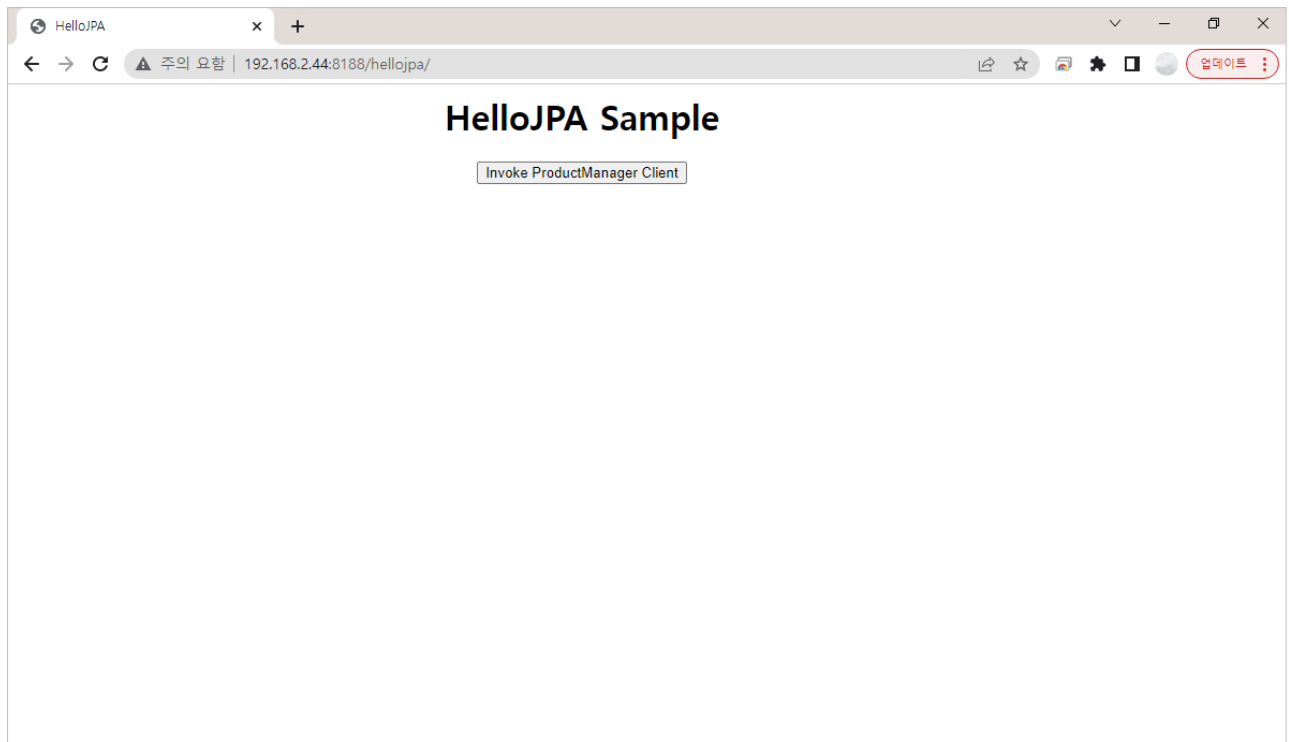 HelloJPA
주의 요함 | 192.168.2.44:8188/hellojpa/
업데이트
HelloJPA Sample
Invoke ProductManager Client